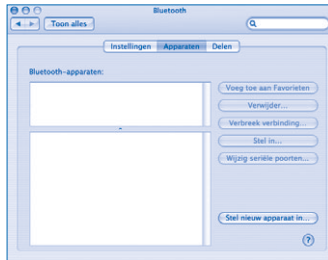 Bluetooth
Toon alles
Instellingen Apparaten Delen
Bluetooth-apparaten:
Voeg toe aan Favorieten
Verwijder...
Verbreek verbinding...
Stel in...
Wijzig seriële poorten...
Stel nieuw apparaat in...
?